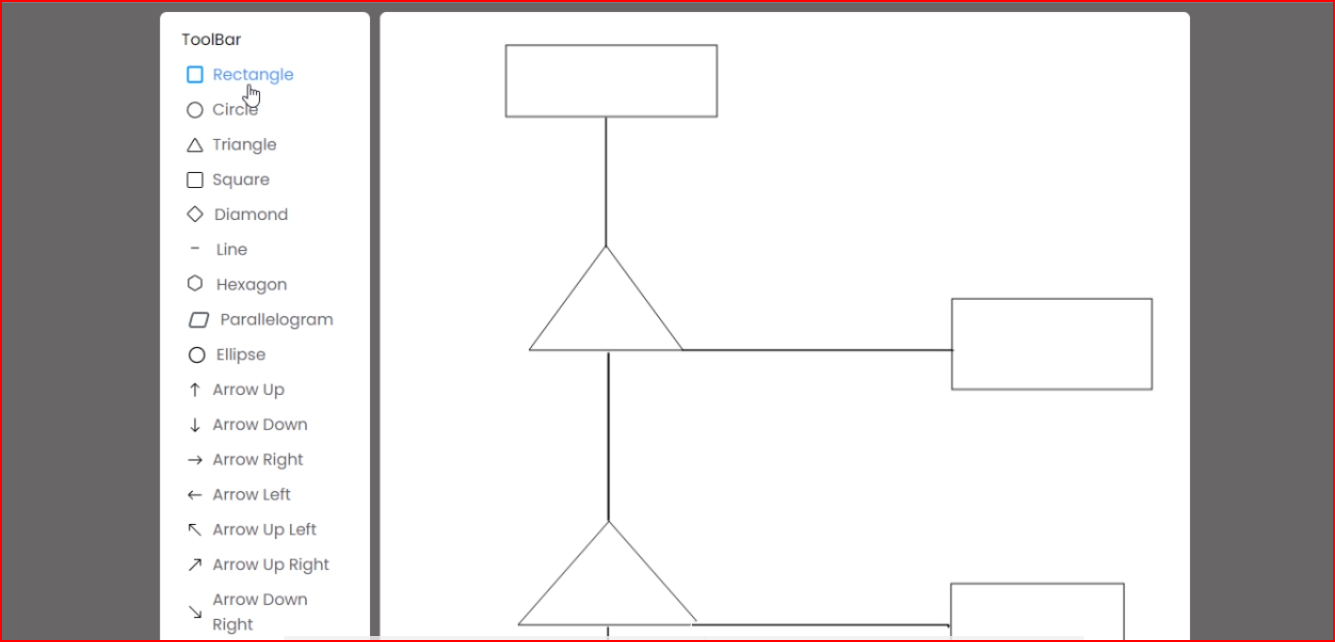 ToolBar
Rectangle
Circle
Triangle
Square
Diamond
Line
Hexagon
Parallelogram
Ellipse
Arrow Up
Arrow Down
Arrow Right
Arrow Left
Arrow Up Left
Arrow Up Right
Arrow Down
Right